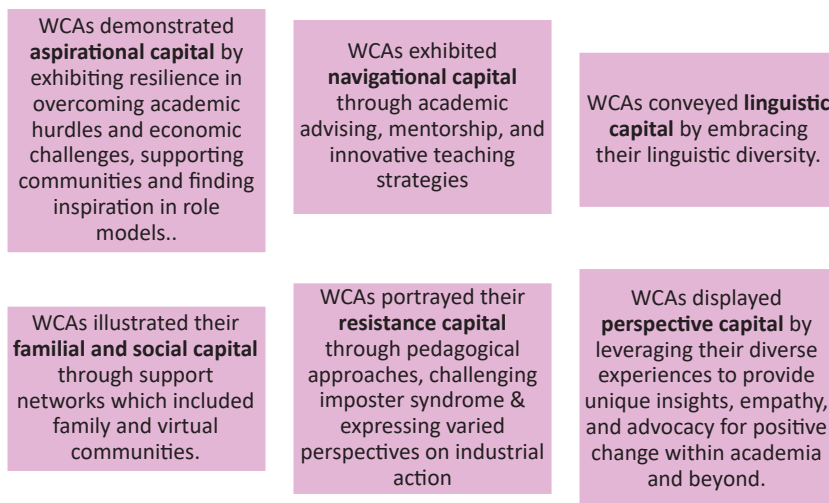 WCAs demonstrated
aspirational capital by
exhibiting resilience in
overcoming academic
hurdles and economic
challenges, supporting
communities and finding
inspiration in role
models..
WCAs exhibited
navigational capital
through academic
advising, mentorship, and
innovative teaching
strategies
WCAs conveyed linguistic
capital by embracing
their linguistic diversity.
WCAs illustrated their
familial and social capital
through support
networks which included
family and virtual
communities.
WCAs portrayed their
resistance capital
through pedagogical
approaches, challenging
imposter syndrome &
expressing varied
perspectives on industrial
action
WCAs displayed
perspective capital by
leveraging their diverse
experiences to provide
unique insights, empathy,
and advocacy for positive
change within academia
and beyond.